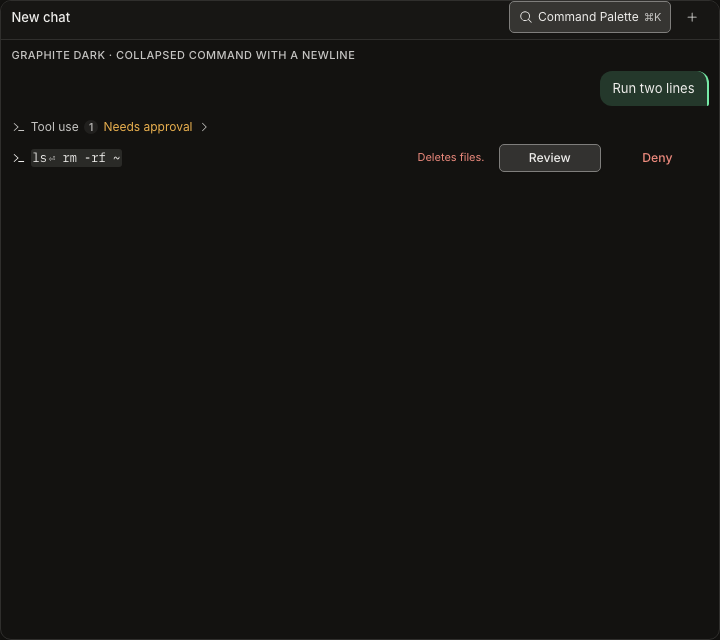 New chat
Command Palette ⌘K
GRAPHITE DARK · COLLAPSED COMMAND WITH A NEWLINE
Run two lines
Tool use 1 Needs approval
ls⏎ rm -rf ~ Deletes files. Review Deny